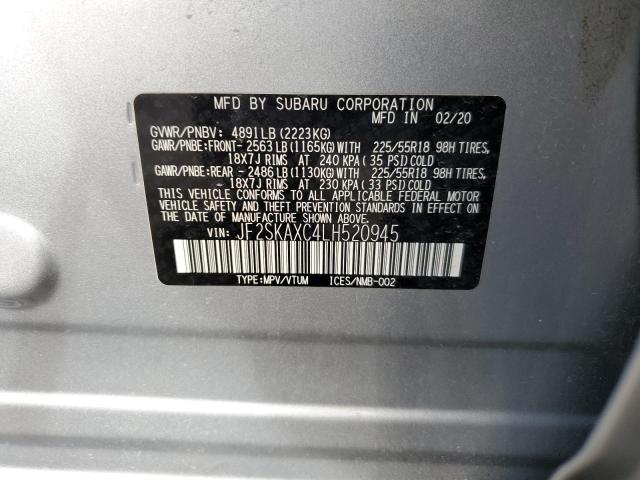 MFD BY SUBARU CORPORATION
MFD IN 02/20
GVWR/PNBV: 4891LB (2223KG)
GAWR/PNBE:FRONT- 2563 LB (1165KG) WITH 225/55R18 98H TIRES,
18X7J RIMS AT 240 KPA (35 PSI) COLD
GAWR/PNBE:REAR - 2486 LB (1130KG) WITH 225/55R18 98H TIRES,
18X7J RIMS AT 230 KPA (33 PSI) COLD
THIS VEHICLE CONFORMS TO ALL APPLICABLE FEDERAL MOTOR
VEHICLE SAFETY STANDARDS IN EFFECT ON THE DATE OF
MANUFACTURE SHOWN ABOVE.
VIN: JF2SKAXC4LH520945
TYPE:MPV/VTUM ICES/NMB-002